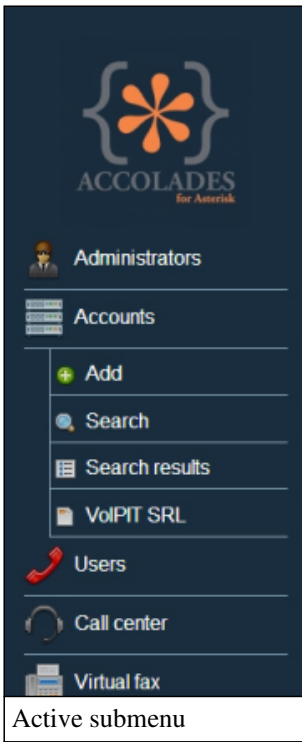 ACCOLADES
for Asterisk
Administrators
Accounts
Add
Search
Search results
VoIPIT SRL
Users
Call center
Virtual fax
Active submenu